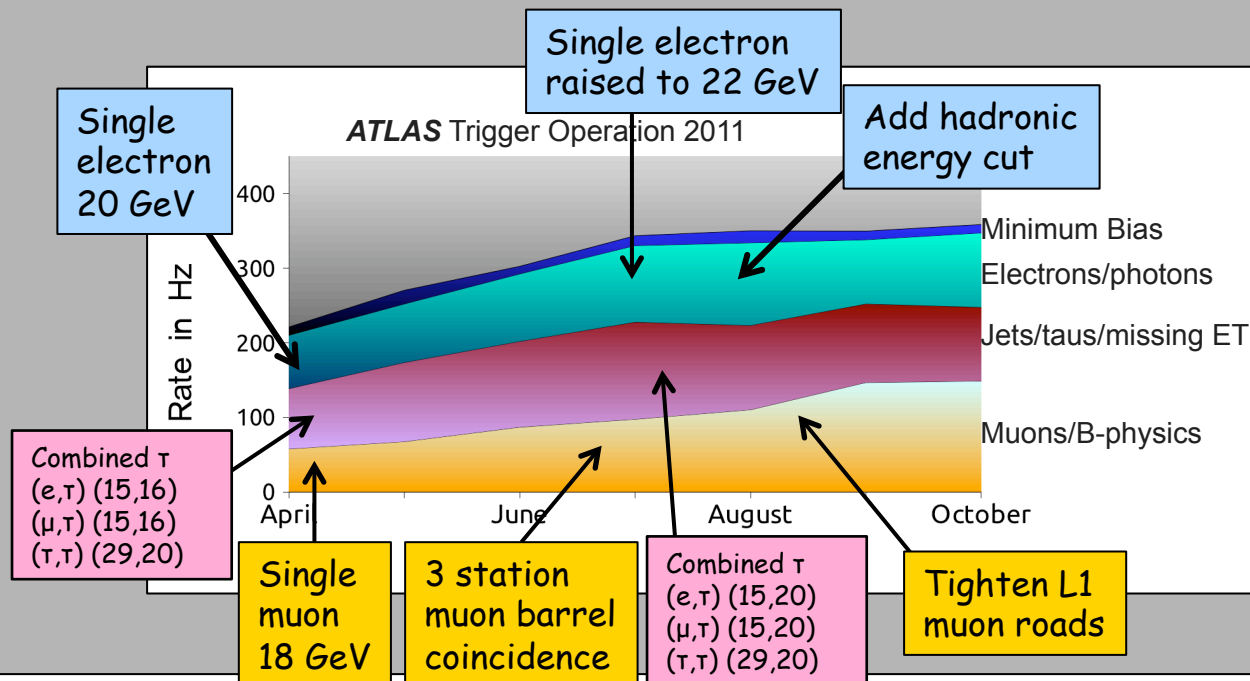 Single electron
raised to 22 GeV
Single
electron
20 GeV
Add hadronic
energy cut
ATLAS Trigger Operation 2011
Rate in Hz
400
300
200
100
0
April
June
August
October
Minimum Bias
Electrons/photons
Jets/taus/missing ET
Muons/B-physics
Combined τ
(e,τ) (15,16)
(μ,τ) (15,16)
(τ,τ) (29,20)
Single
muon
18 GeV
3 station
muon barrel
coincidence
Combined τ
(e,τ) (15,20)
(μ,τ) (15,20)
(τ,τ) (29,20)
Tighten L1
muon roads